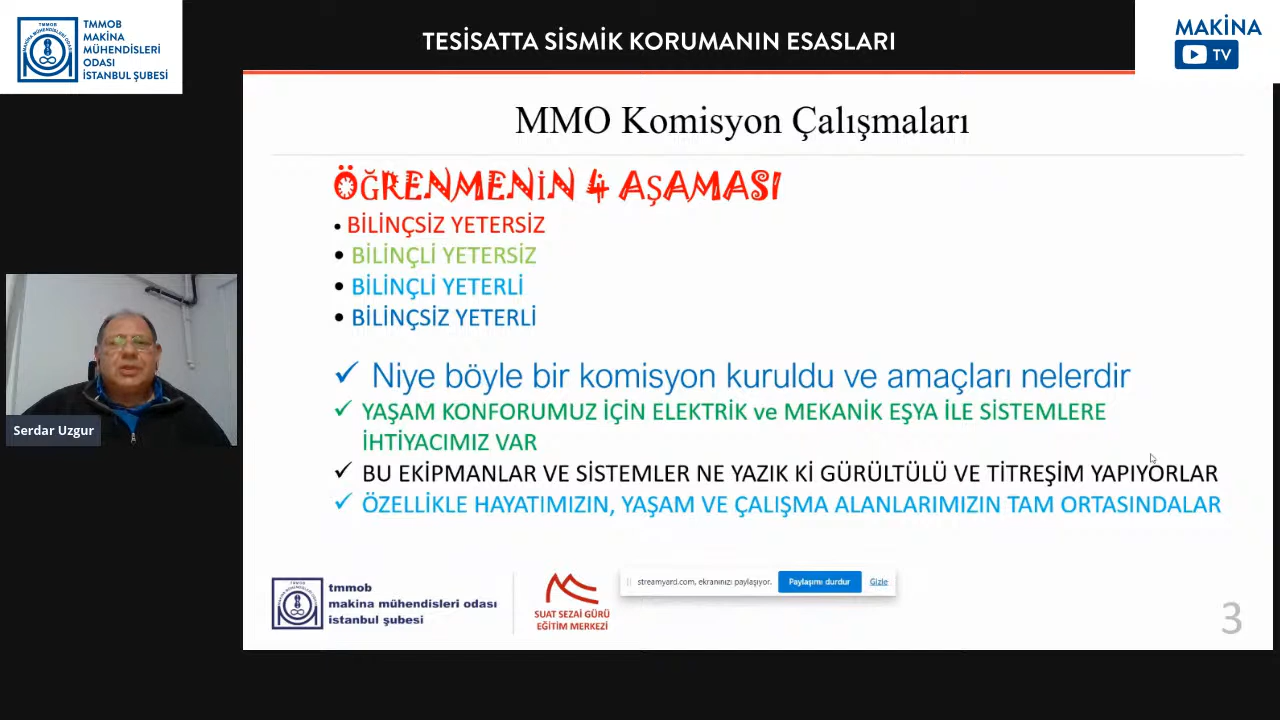 TMMOB
MAKİNA
MÜHENDİSLERİ
ODASI
İSTANBUL ŞUBESİ
TESİSATTA SİSMİK KORUMANIN ESASLARI
MAKİNA
TV
MMO Komisyon Çalışmaları
ÖĞRENMENİN 4 AŞAMASI
• BİLİNÇSİZ YETERSİZ
• BİLİNÇLİ YETERSİZ
• BİLİNÇLİ YETERLİ
• BİLİNÇSİZ YETERLİ
✓ Niye böyle bir komisyon kuruldu ve amaçları nelerdir
✓ YAŞAM KONFORUMUZ İÇİN ELEKTRİK ve MEKANİK EŞYA İLE SİSTEMLERE
İHTİYACIMIZ VAR
✓ BU EKİPMANLAR VE SİSTEMLER NE YAZIK Kİ GÜRÜLTÜLÜ VE TİTREŞİM YAPIYORLAR
✓ ÖZELLİKLE HAYATIMIZIN, YAŞAM VE ÇALIŞMA ALANLARIMIZIN TAM ORTASINDALAR
Serdar Uzgur
tmmob
makina mühendisleri odası
istanbul şubesi
SUAT SEZAİ GÜRÜ
EĞİTİM MERKEZİ
streamyard.com, ekranınızı paylaşıyor.
Paylaşımı durdur
Gizle
3